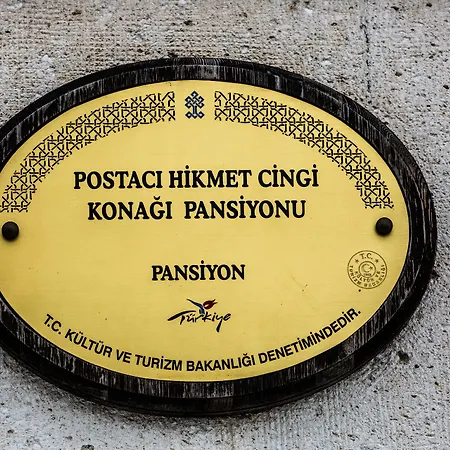 POSTACI HİKMET CİNGİ
KONAĞI PANSİYONU
PANSİYON
Türkiye
T.C. KÜLTÜR VE TURİZM BAKANLIĞI DENETİMİNDEDİR.
T.C.